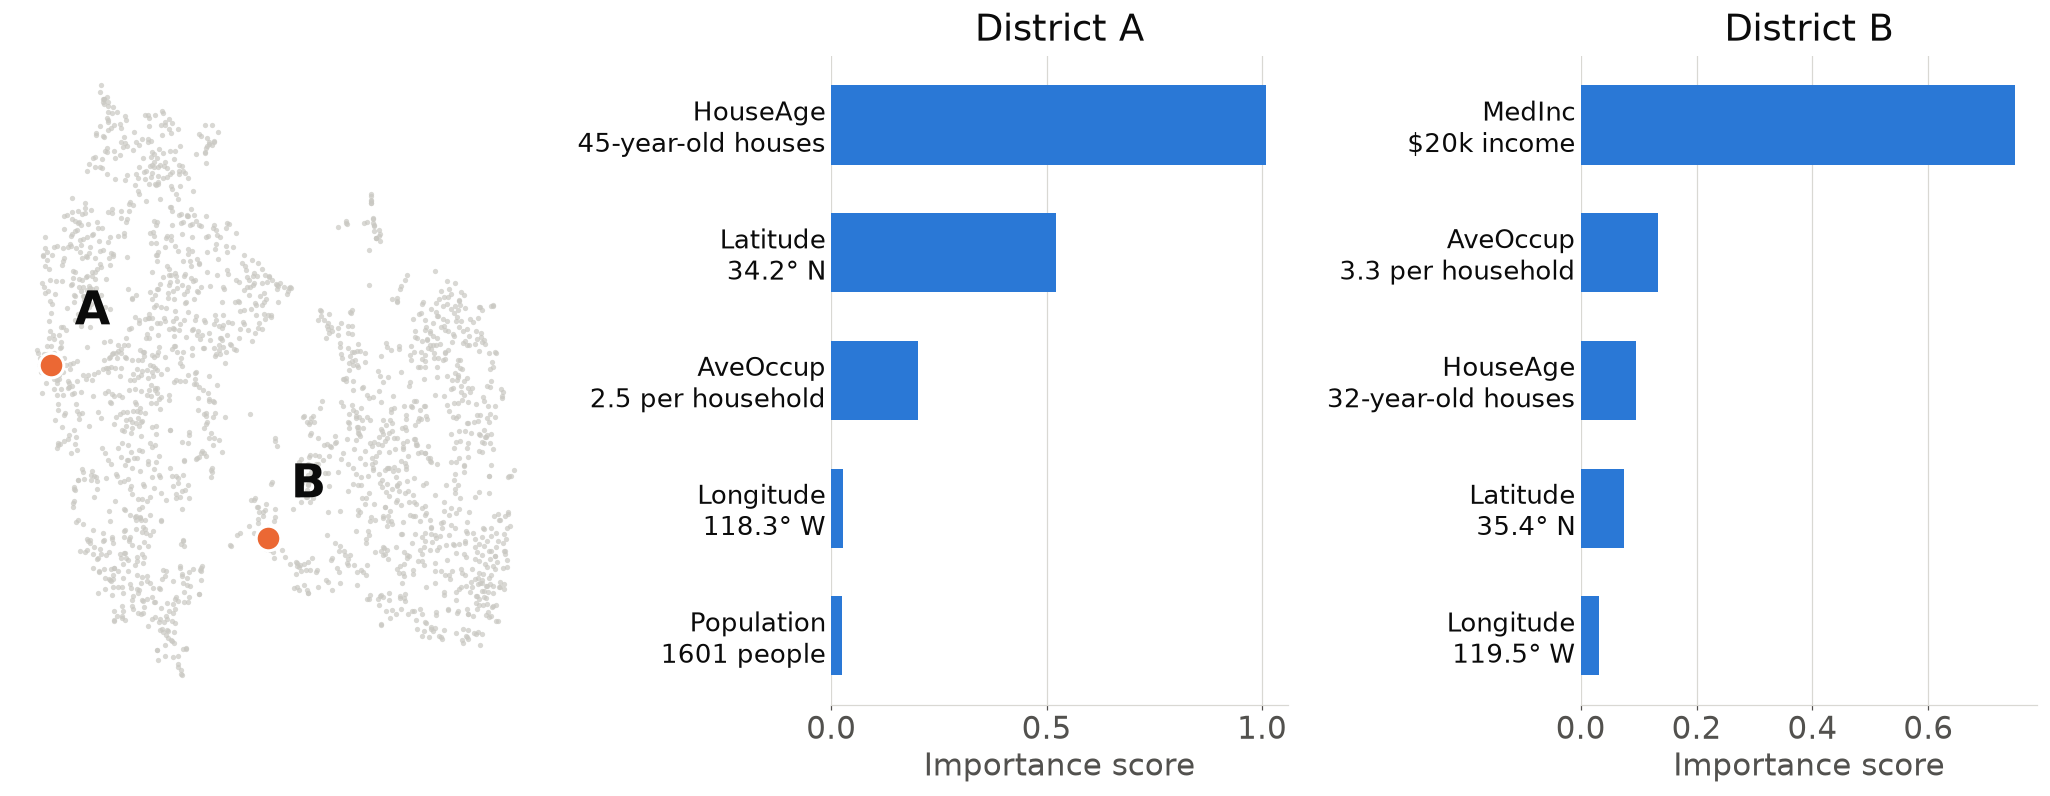 A
B
District A
HouseAge
45-year-old houses
Latitude
34.2° N
AveOccup
2.5 per household
Longitude
118.3° W
Population
1601 people
0.0 0.5 1.0
Importance score
District B
MedInc
$20k income
AveOccup
3.3 per household
HouseAge
32-year-old houses
Latitude
35.4° N
Longitude
119.5° W
0.0 0.2 0.4 0.6
Importance score